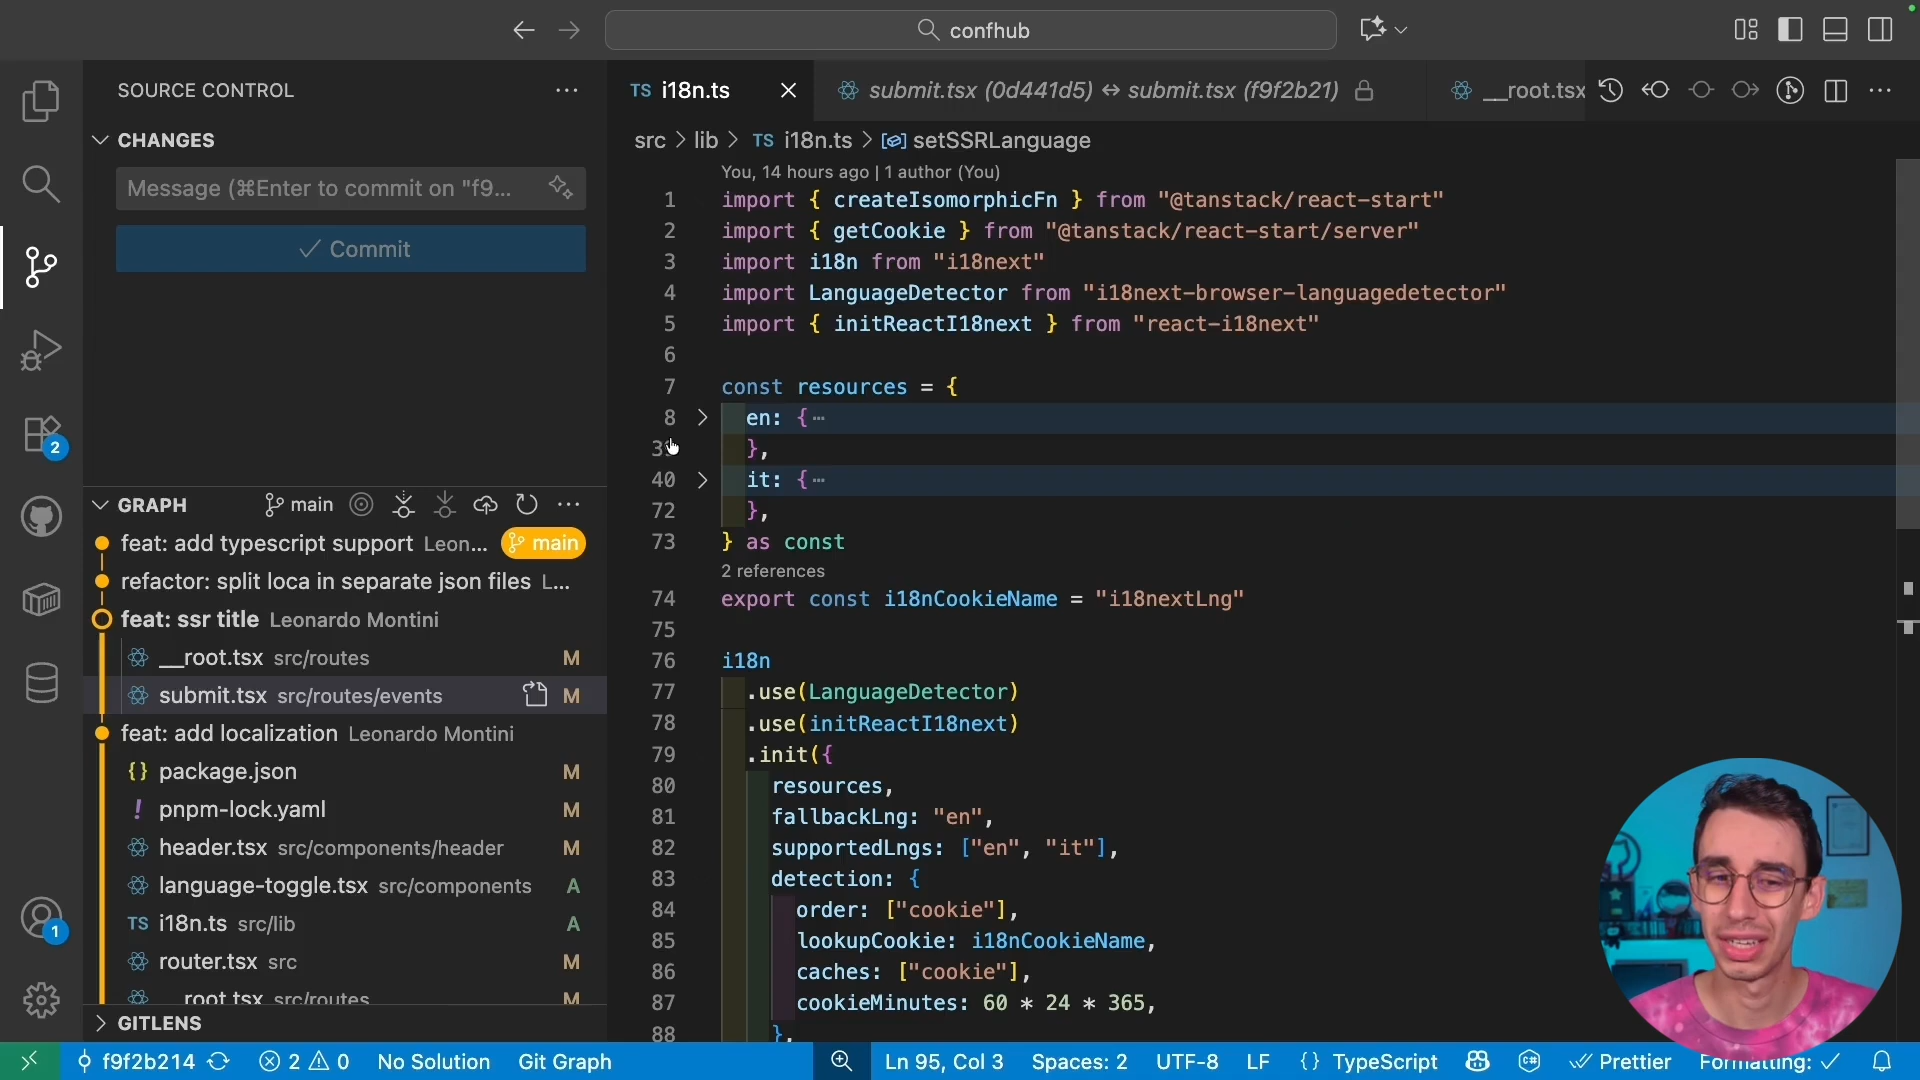 confhub
SOURCE CONTROL
CHANGES
Message (⌘Enter to commit on "f9...
Commit
GRAPH
main
feat: add typescript support Leon...
main
refactor: split loca in separate json files L...
feat: ssr title Leonardo Montini
__root.tsx src/routes M
submit.tsx src/routes/events M
feat: add localization Leonardo Montini
package.json M
pnpm-lock.yaml M
header.tsx src/components/header M
language-toggle.tsx src/components A
TS i18n.ts src/lib A
router.tsx src M
__root.tsx src/routes M
GITLENS
2
1
TS i18n.ts
submit.tsx (0d441d5) ↔ submit.tsx (f9f2b21)
__root.tsx
src > lib > TS i18n.ts > setSSRLanguage
You, 14 hours ago | 1 author (You)
1 import { createIsomorphicFn } from "@tanstack/react-start"
2 import { getCookie } from "@tanstack/react-start/server"
3 import i18n from "i18next"
4 import LanguageDetector from "i18next-browser-languagedetector"
5 import { initReactI18next } from "react-i18next"
6
7 const resources = {
8 en: {⋯
39 },
40 it: {⋯
72 },
73 } as const
2 references
74 export const i18nCookieName = "i18nextLng"
75
76 i18n
77 .use(LanguageDetector)
78 .use(initReactI18next)
79 .init({
80 resources,
81 fallbackLng: "en",
82 supportedLngs: ["en", "it"],
83 detection: {
84 order: ["cookie"],
85 lookupCookie: i18nCookieName,
86 caches: ["cookie"],
87 cookieMinutes: 60 * 24 * 365,
88 },
f9f2b214 2 0 No Solution Git Graph Ln 95, Col 3 Spaces: 2 UTF-8 LF {} TypeScript Prettier Formatting: ✓